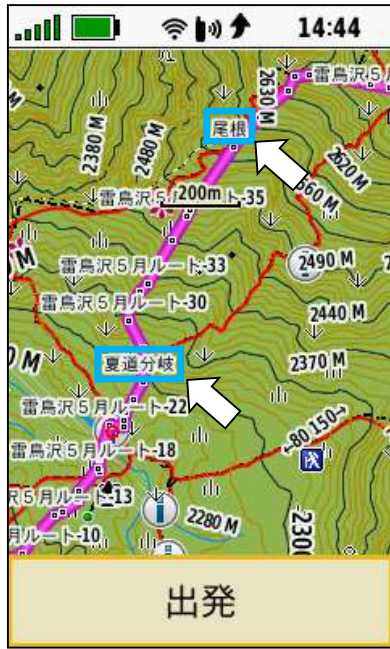 14:44
雷鳥沢5月
2630 M
尾根
2380 M
2480 M
2620 M
200m
雷鳥沢5月ルート-35
2490 M
雷鳥沢5月ルート-33
雷鳥沢5月ルート-30
2440 M
夏道分岐
2370 M
雷鳥沢5月ルート-22
←80 150→
雷鳥沢5月ルート-18
尺5月ルート-13
2280 M
月ルート-10
出発